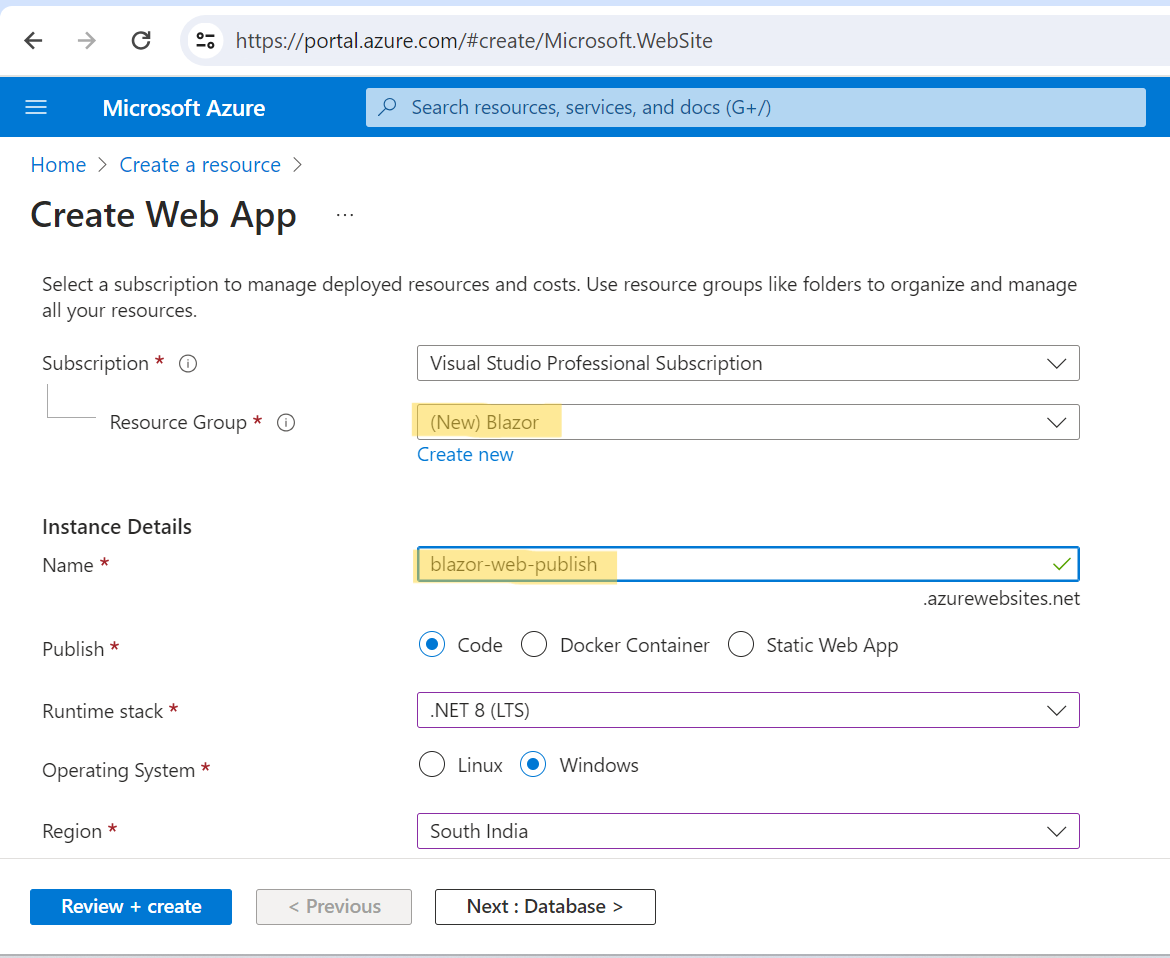 https://portal.azure.com/#create/Microsoft.WebSite
Microsoft Azure
Search resources, services, and docs (G+/)
Home > Create a resource >
Create Web App ...
Select a subscription to manage deployed resources and costs. Use resource groups like folders to organize and manage
all your resources.
Subscription * Visual Studio Professional Subscription
Resource Group * (New) Blazor
Create new
Instance Details
Name * blazor-web-publish
.azurewebsites.net
Publish * Code Docker Container Static Web App
Runtime stack * .NET 8 (LTS)
Operating System * Linux Windows
Region * South India
Review + create < Previous Next : Database >